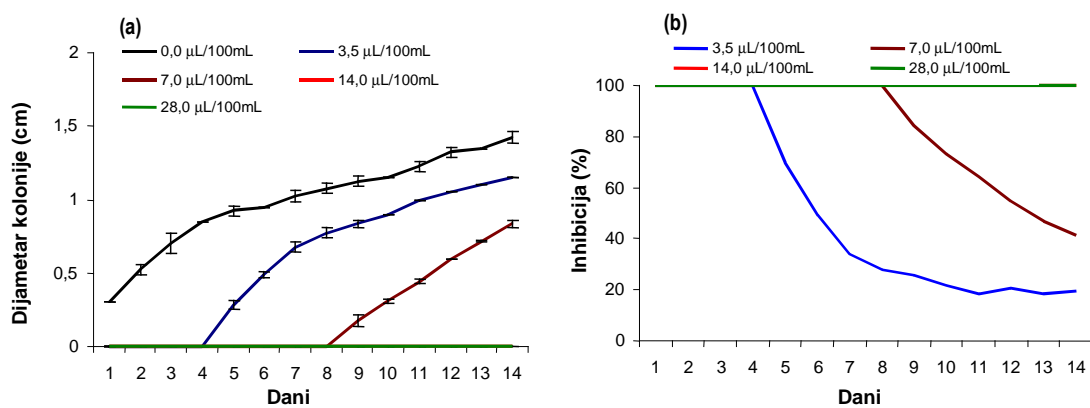 (a)
0,0 μL/100mL 3,5 μL/100mL
7,0 μL/100mL 14,0 μL/100mL
28,0 μL/100mL
Dijametar kolonije (cm)
2
1,5
1
0,5
0
1 2 3 4 5 6 7 8 9 10 11 12 13 14
Dani
(b)
3,5 μL/100mL 7,0 μL/100mL
14,0 μL/100mL 28,0 μL/100mL
Inhibicija (%)
100
80
60
40
20
0
1 2 3 4 5 6 7 8 9 10 11 12 13 14
Dani